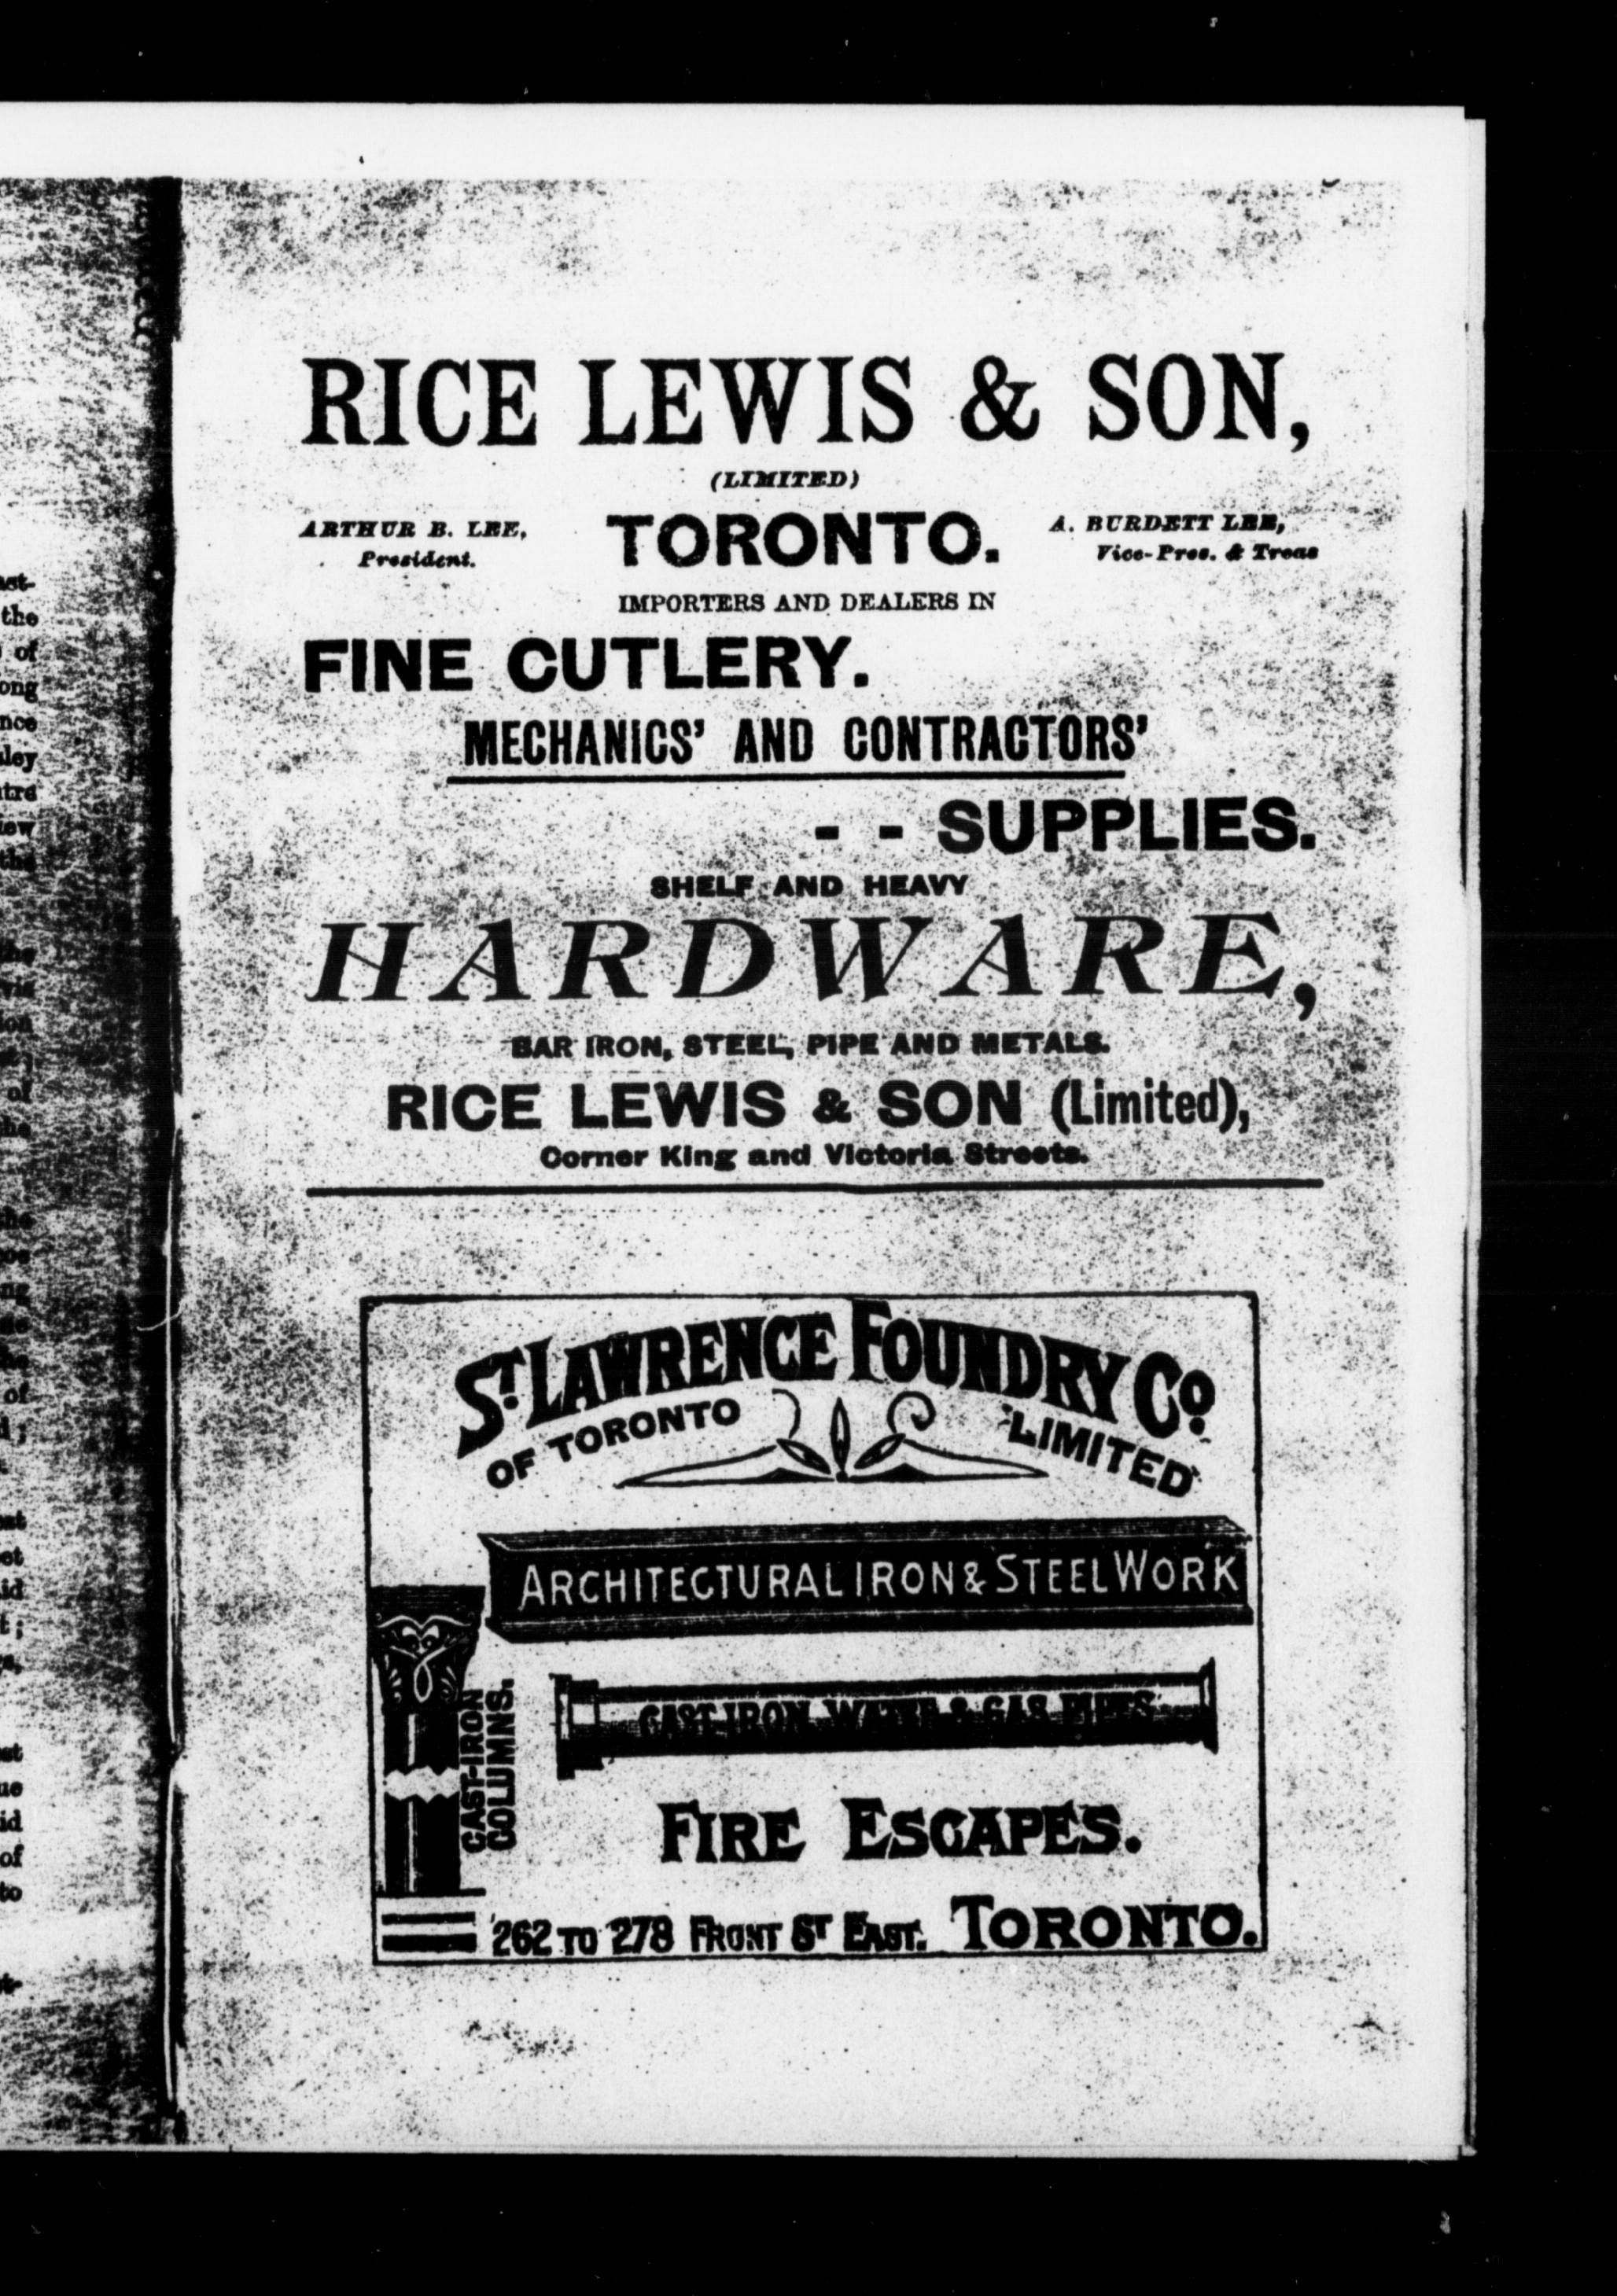 RICE LEWIS & SON,
(LIMITED)
ARTHUR B. LEE,
President.
TORONTO.
A. BURDETT LEE,
Vice-Pres. & Treas
IMPORTERS AND DEALERS IN
FINE CUTLERY.
MECHANICS' AND CONTRACTORS'
- - SUPPLIES.
SHELF AND HEAVY
HARDWARE,
BAR IRON, STEEL, PIPE AND METALS.
RICE LEWIS & SON (Limited),
Corner King and Victoria Streets.
ST. LAWRENCE FOUNDRY CO
OF TORONTO LIMITED
ARCHITECTURAL IRON & STEEL WORK
CAST-IRON
COLUMNS.
CAST IRON WATER & GAS PIPES
FIRE ESCAPES.
262 TO 278 FRONT ST EAST. TORONTO.